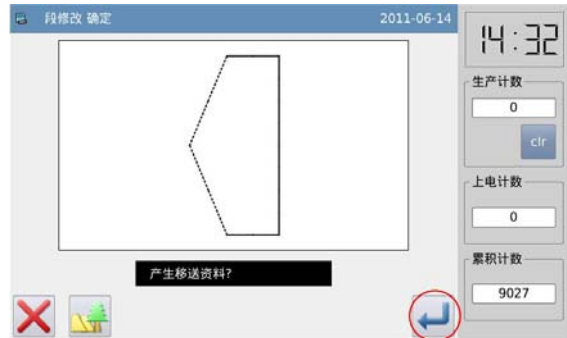 段修改 确定 2011-06-14
14:32
生产计数
0
clr
上电计数
0
累积计数
9027
产生移送资料?